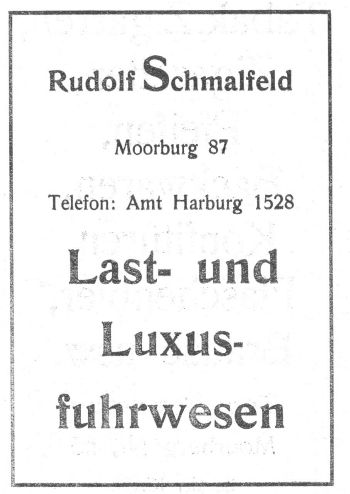 Rudolf Schmalfeld
Moorburg 87
Telefon: Amt Harburg 1528
Last- und
Luxus-
fuhrwesen